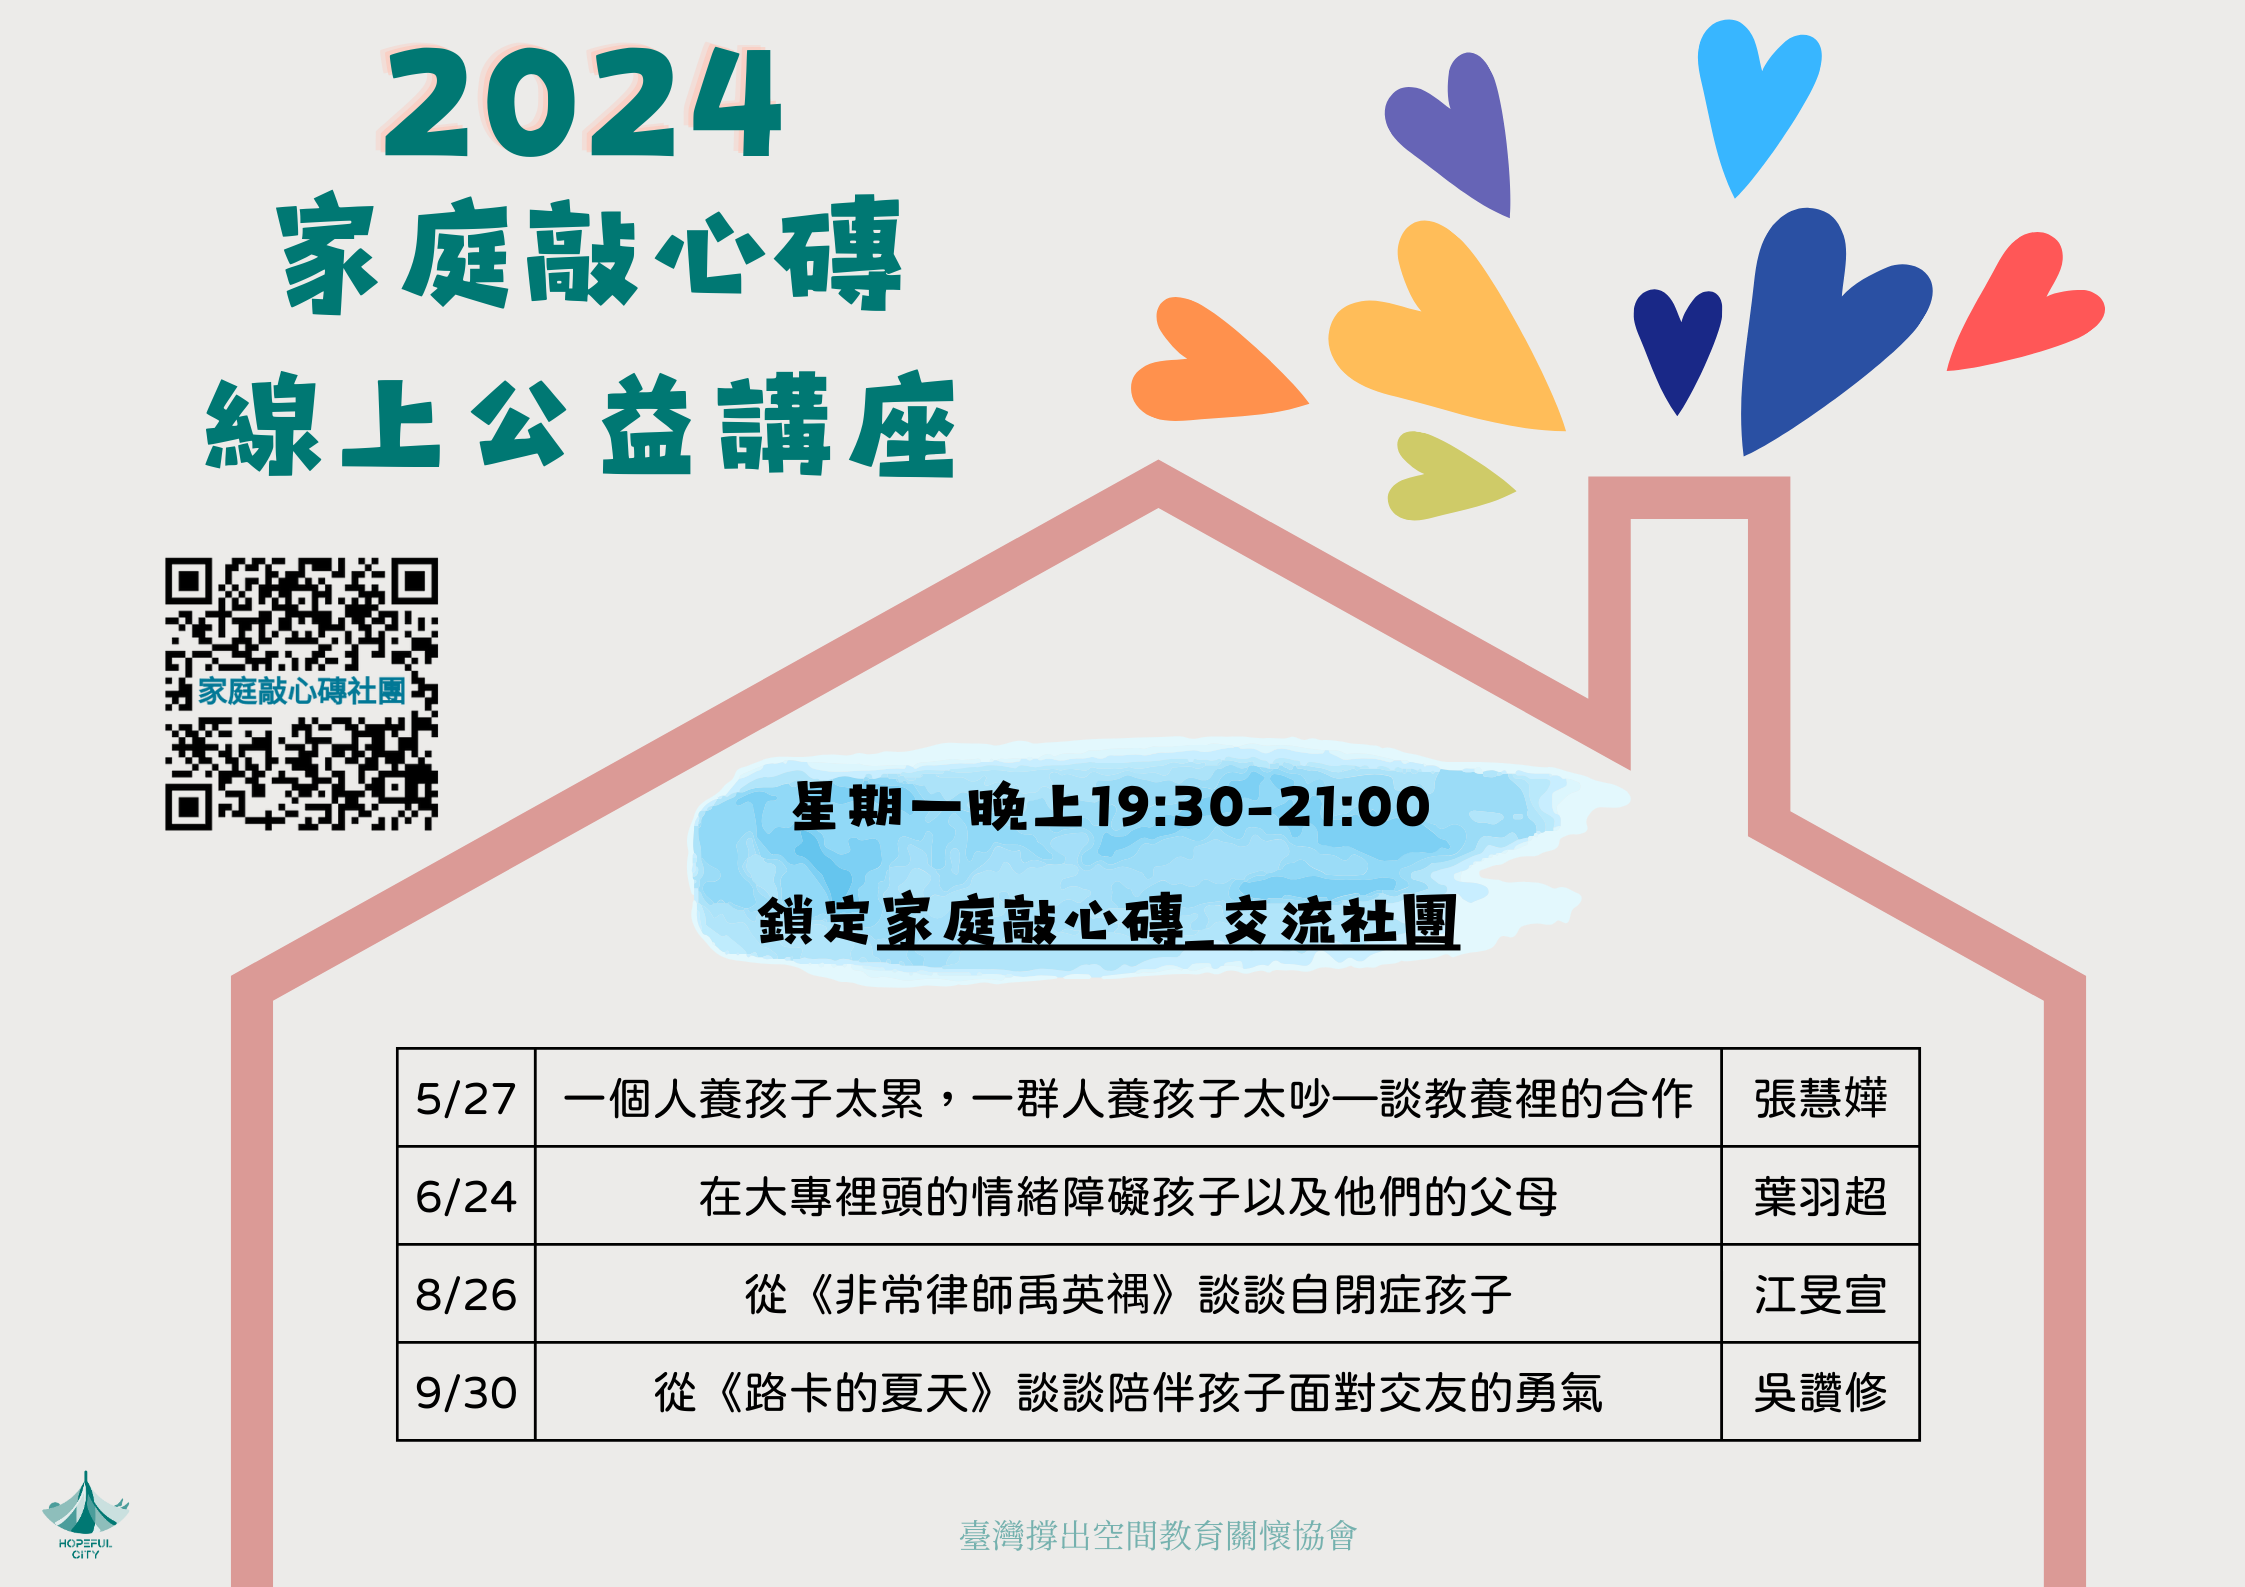 2024
家庭敲心磚
線上公益講座
家庭敲心磚社團
星期一晚上19:30-21:00
鎖定家庭敲心磚_交流社團
5/27 一個人養孩子太累，一群人養孩子太吵—談教養裡的合作 張慧嬅
6/24 在大專裡頭的情緒障礙孩子以及他們的父母 葉羽超
8/26 從《非常律師禹英禑》談談自閉症孩子 江旻宣
9/30 從《路卡的夏天》談談陪伴孩子面對交友的勇氣 吳讚修
HOPEFUL
CITY
臺灣撐出空間教育關懷協會